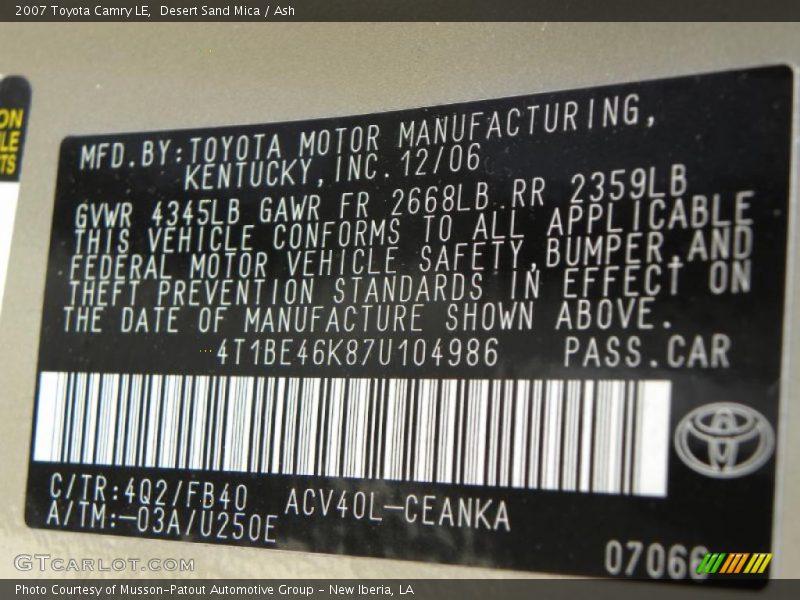 2007 Toyota Camry LE,  Desert Sand Mica / Ash
ON
LE
TS
MFD.BY:TOYOTA MOTOR MANUFACTURING,
KENTUCKY,INC.12/06
GVWR 4345LB GAWR FR 2668LB RR 2359LB
THIS VEHICLE CONFORMS TO ALL APPLICABLE
FEDERAL MOTOR VEHICLE SAFETY,BUMPER,AND
THEFT PREVENTION STANDARDS IN EFFECT ON
THE DATE OF MANUFACTURE SHOWN ABOVE.
4T1BE46K87U104986 PASS.CAR
C/TR:4Q2/FB40 ACV40L-CEANKA
A/TM:-03A/U250E
GTCARLOT.COM
Photo Courtesy of Musson-Patout Automotive Group - New Iberia, LA